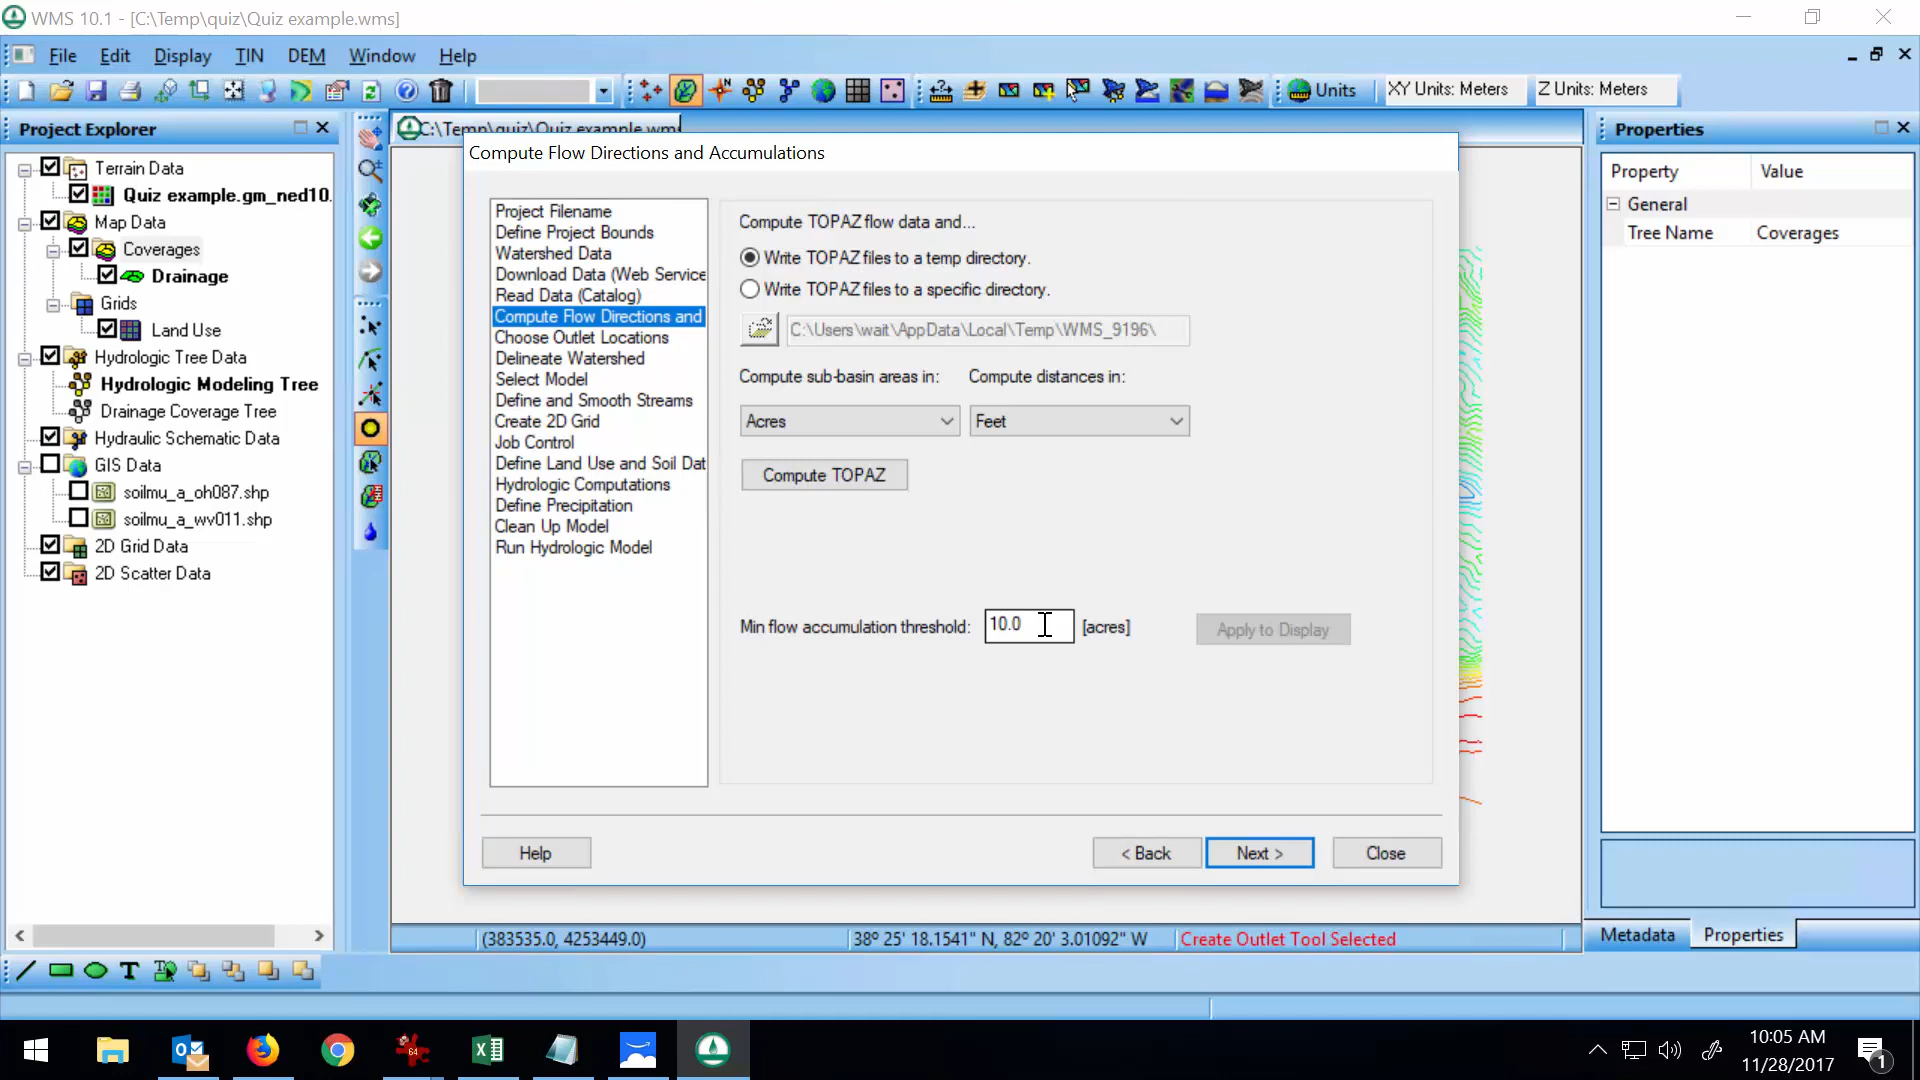 WMS 10.1 - [C:\Temp\quiz\Quiz example.wms]
File Edit Display TIN DEM Window Help
Units XY Units: Meters Z Units: Meters
Project Explorer
Terrain Data
Quiz example.gm_ned10.
Map Data
Coverages
Drainage
Grids
Land Use
Hydrologic Tree Data
Hydrologic Modeling Tree
Drainage Coverage Tree
Hydraulic Schematic Data
GIS Data
soilmu_a_oh087.shp
soilmu_a_wv011.shp
2D Grid Data
2D Scatter Data
C:\Temp\quiz\Quiz example.wms
Compute Flow Directions and Accumulations
Project Filename
Define Project Bounds
Watershed Data
Download Data (Web Service
Read Data (Catalog)
Compute Flow Directions and
Choose Outlet Locations
Delineate Watershed
Select Model
Define and Smooth Streams
Create 2D Grid
Job Control
Define Land Use and Soil Dat
Hydrologic Computations
Define Precipitation
Clean Up Model
Run Hydrologic Model
Compute TOPAZ flow data and...
Write TOPAZ files to a temp directory.
Write TOPAZ files to a specific directory.
C:\Users\wait\AppData\Local\Temp\WMS_9196\
Compute sub-basin areas in: Compute distances in:
Acres Feet
Compute TOPAZ
Min flow accumulation threshold: 10.0 [acres] Apply to Display
Help < Back Next > Close
Properties
Property Value
General
Tree Name Coverages
Metadata Properties
(383535.0, 4253449.0) 38° 25' 18.1541" N, 82° 20' 3.01092" W Create Outlet Tool Selected
T
64
10:05 AM
11/28/2017
1